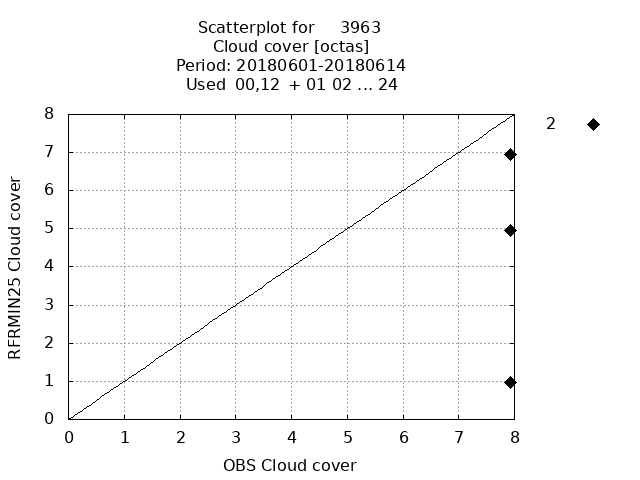 Scatterplot for 3963
Cloud cover [octas]
Period: 20180601-20180614
Used 00,12 + 01 02 ... 24
2
8
7
6
5
4
3
2
1
0
RFRMIN25 Cloud cover
0 1 2 3 4 5 6 7 8
OBS Cloud cover